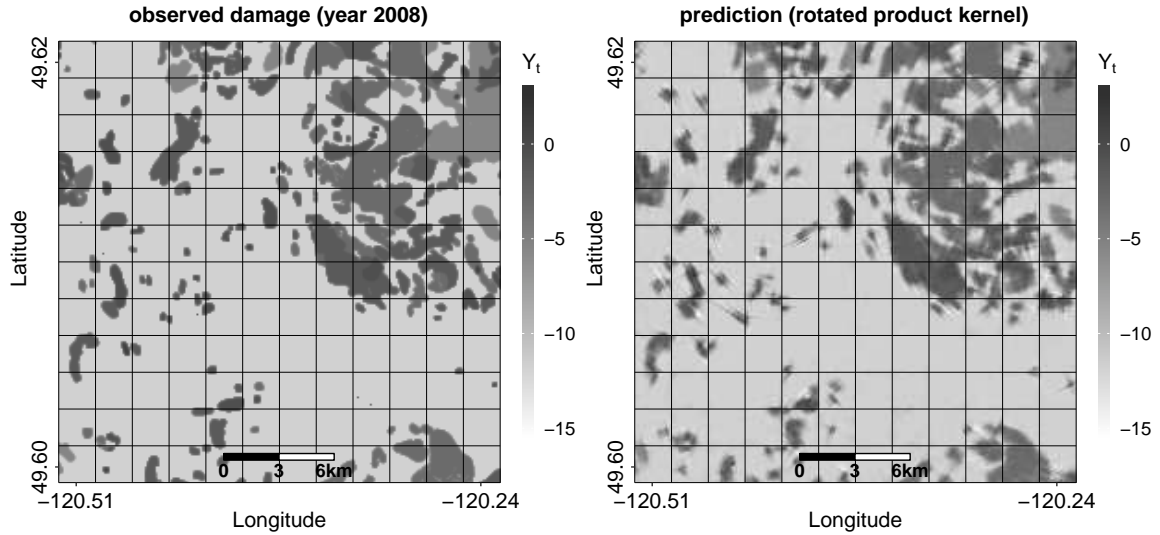 observed damage (year 2008)
49.62
49.60
Latitude
−120.51
−120.24
Longitude
0
3
6km
Y_t
0
−5
−10
−15
prediction (rotated product kernel)
49.62
49.60
Latitude
−120.51
−120.24
Longitude
0
3
6km
Y_t
0
−5
−10
−15